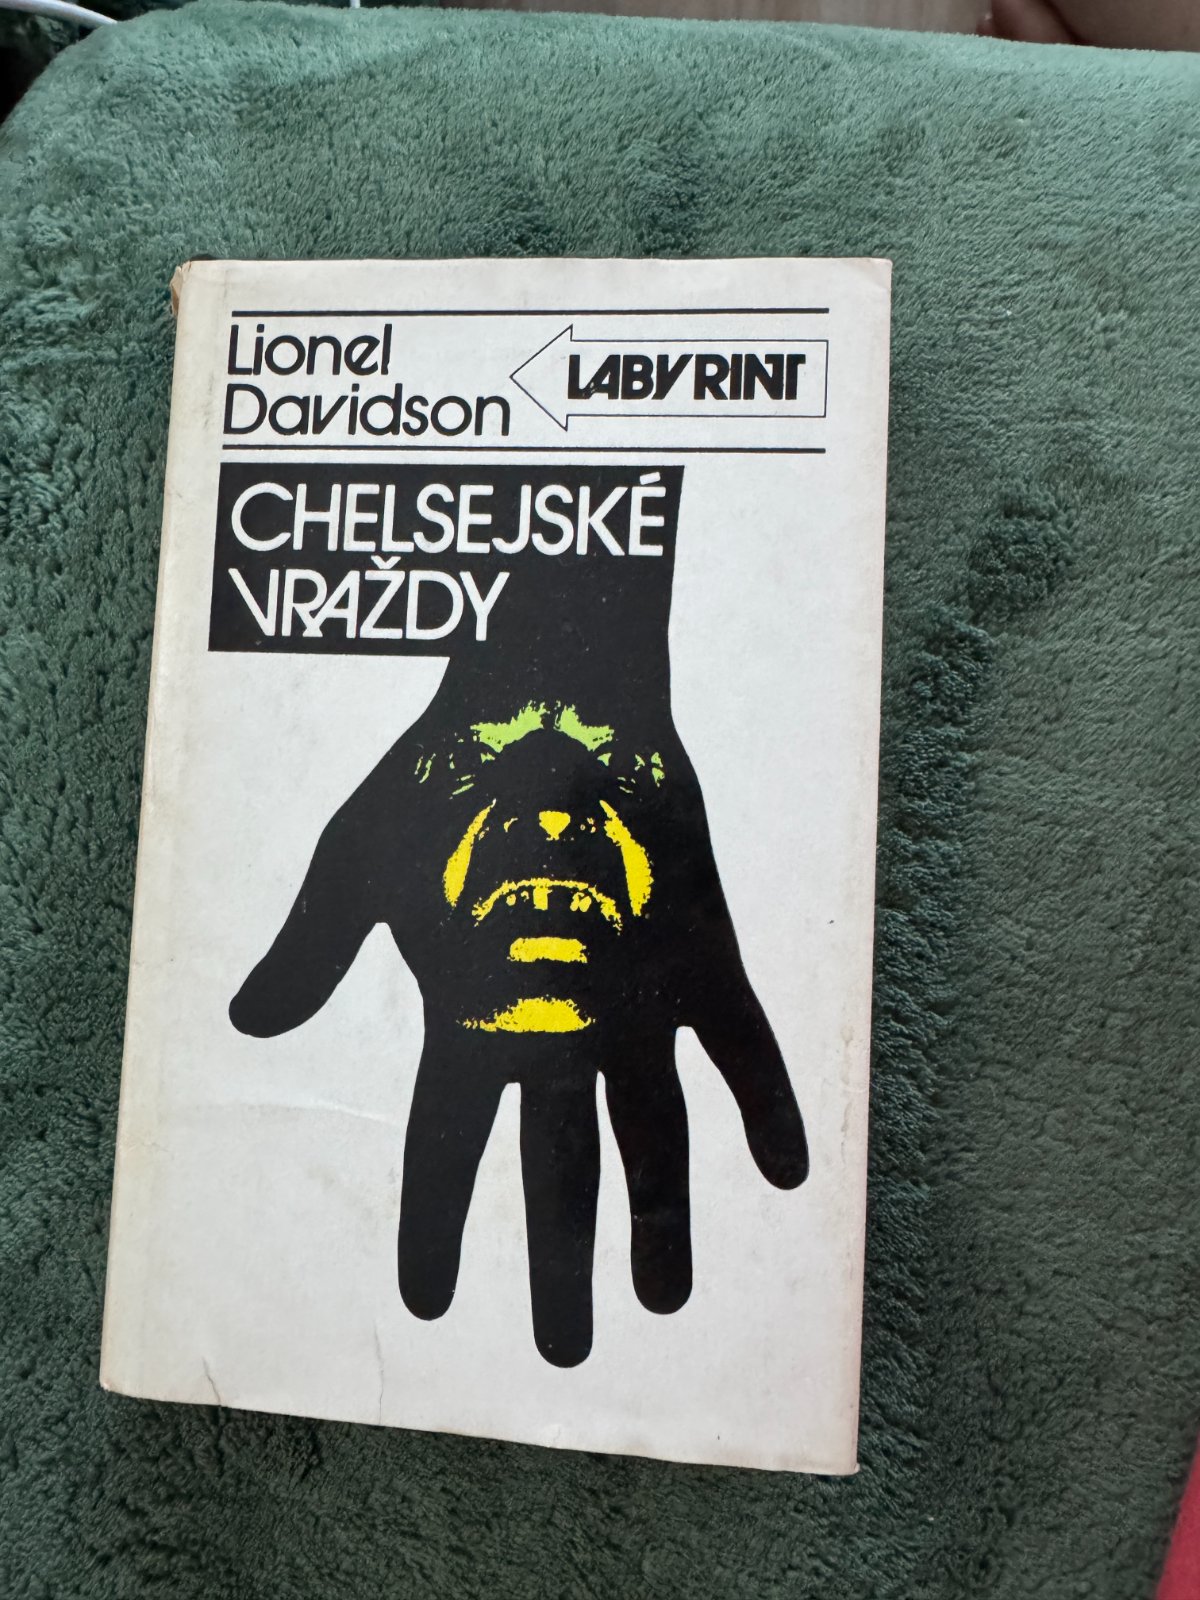 Lionel
Davidson
LABYRINT
CHELSEJSKÉ
VRAŽDY